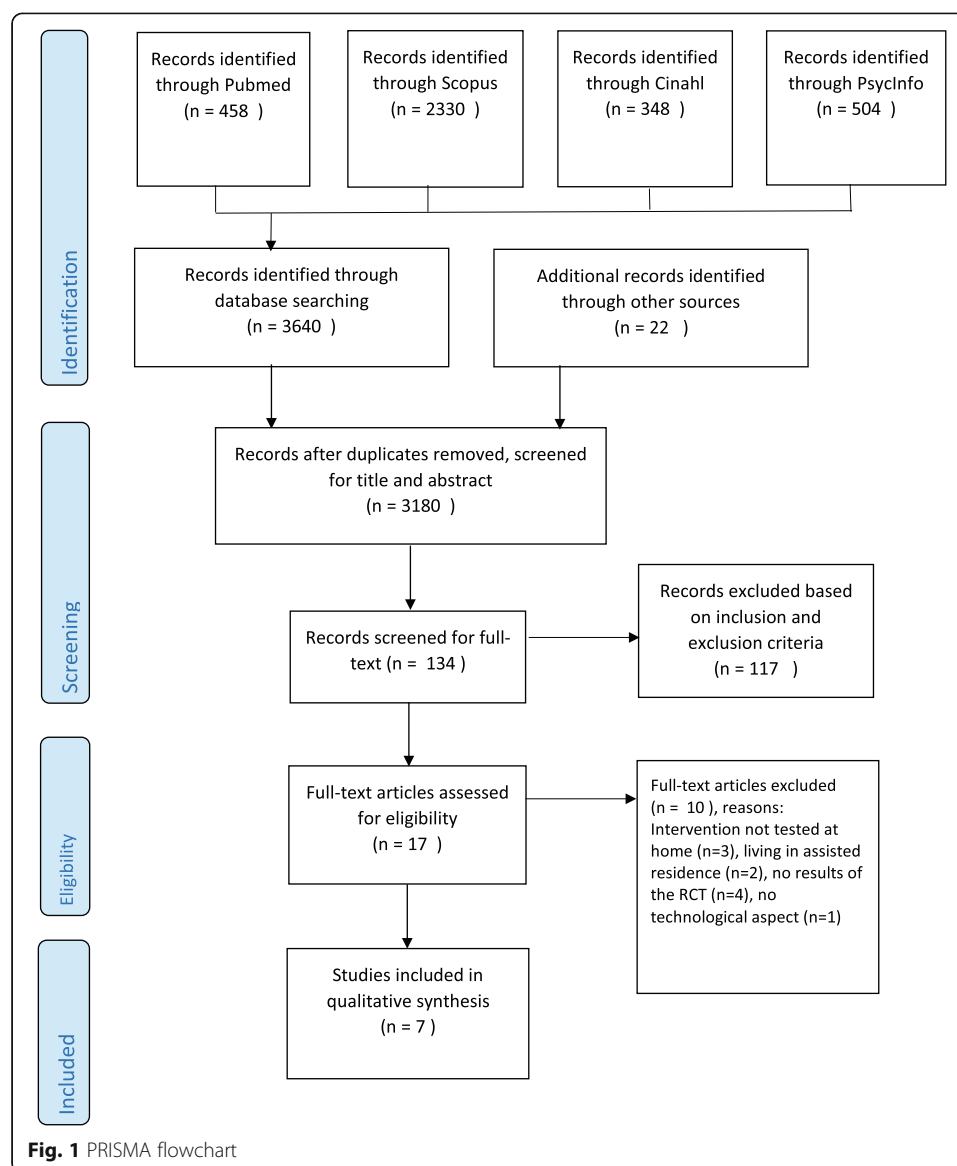 Records identified
through Pubmed
(n = 458 )
Records identified
through Scopus
(n = 2330 )
Records identified
through Cinahl
(n = 348 )
Records identified
through PsycInfo
(n = 504 )
Identification
Records identified through
database searching
(n = 3640 )
Additional records identified
through other sources
(n = 22 )
Screening
Records after duplicates removed, screened
for title and abstract
(n = 3180 )
Records screened for full-
text (n = 134 )
Records excluded based
on inclusion and
exclusion criteria
(n = 117 )
Eligibility
Full-text articles assessed
for eligibility
(n = 17 )
Full-text articles excluded
(n = 10 ), reasons:
Intervention not tested at
home (n=3), living in assisted
residence (n=2), no results of
the RCT (n=4), no
technological aspect (n=1)
Included
Studies included in
qualitative synthesis
(n = 7 )
Fig. 1 PRISMA flowchart